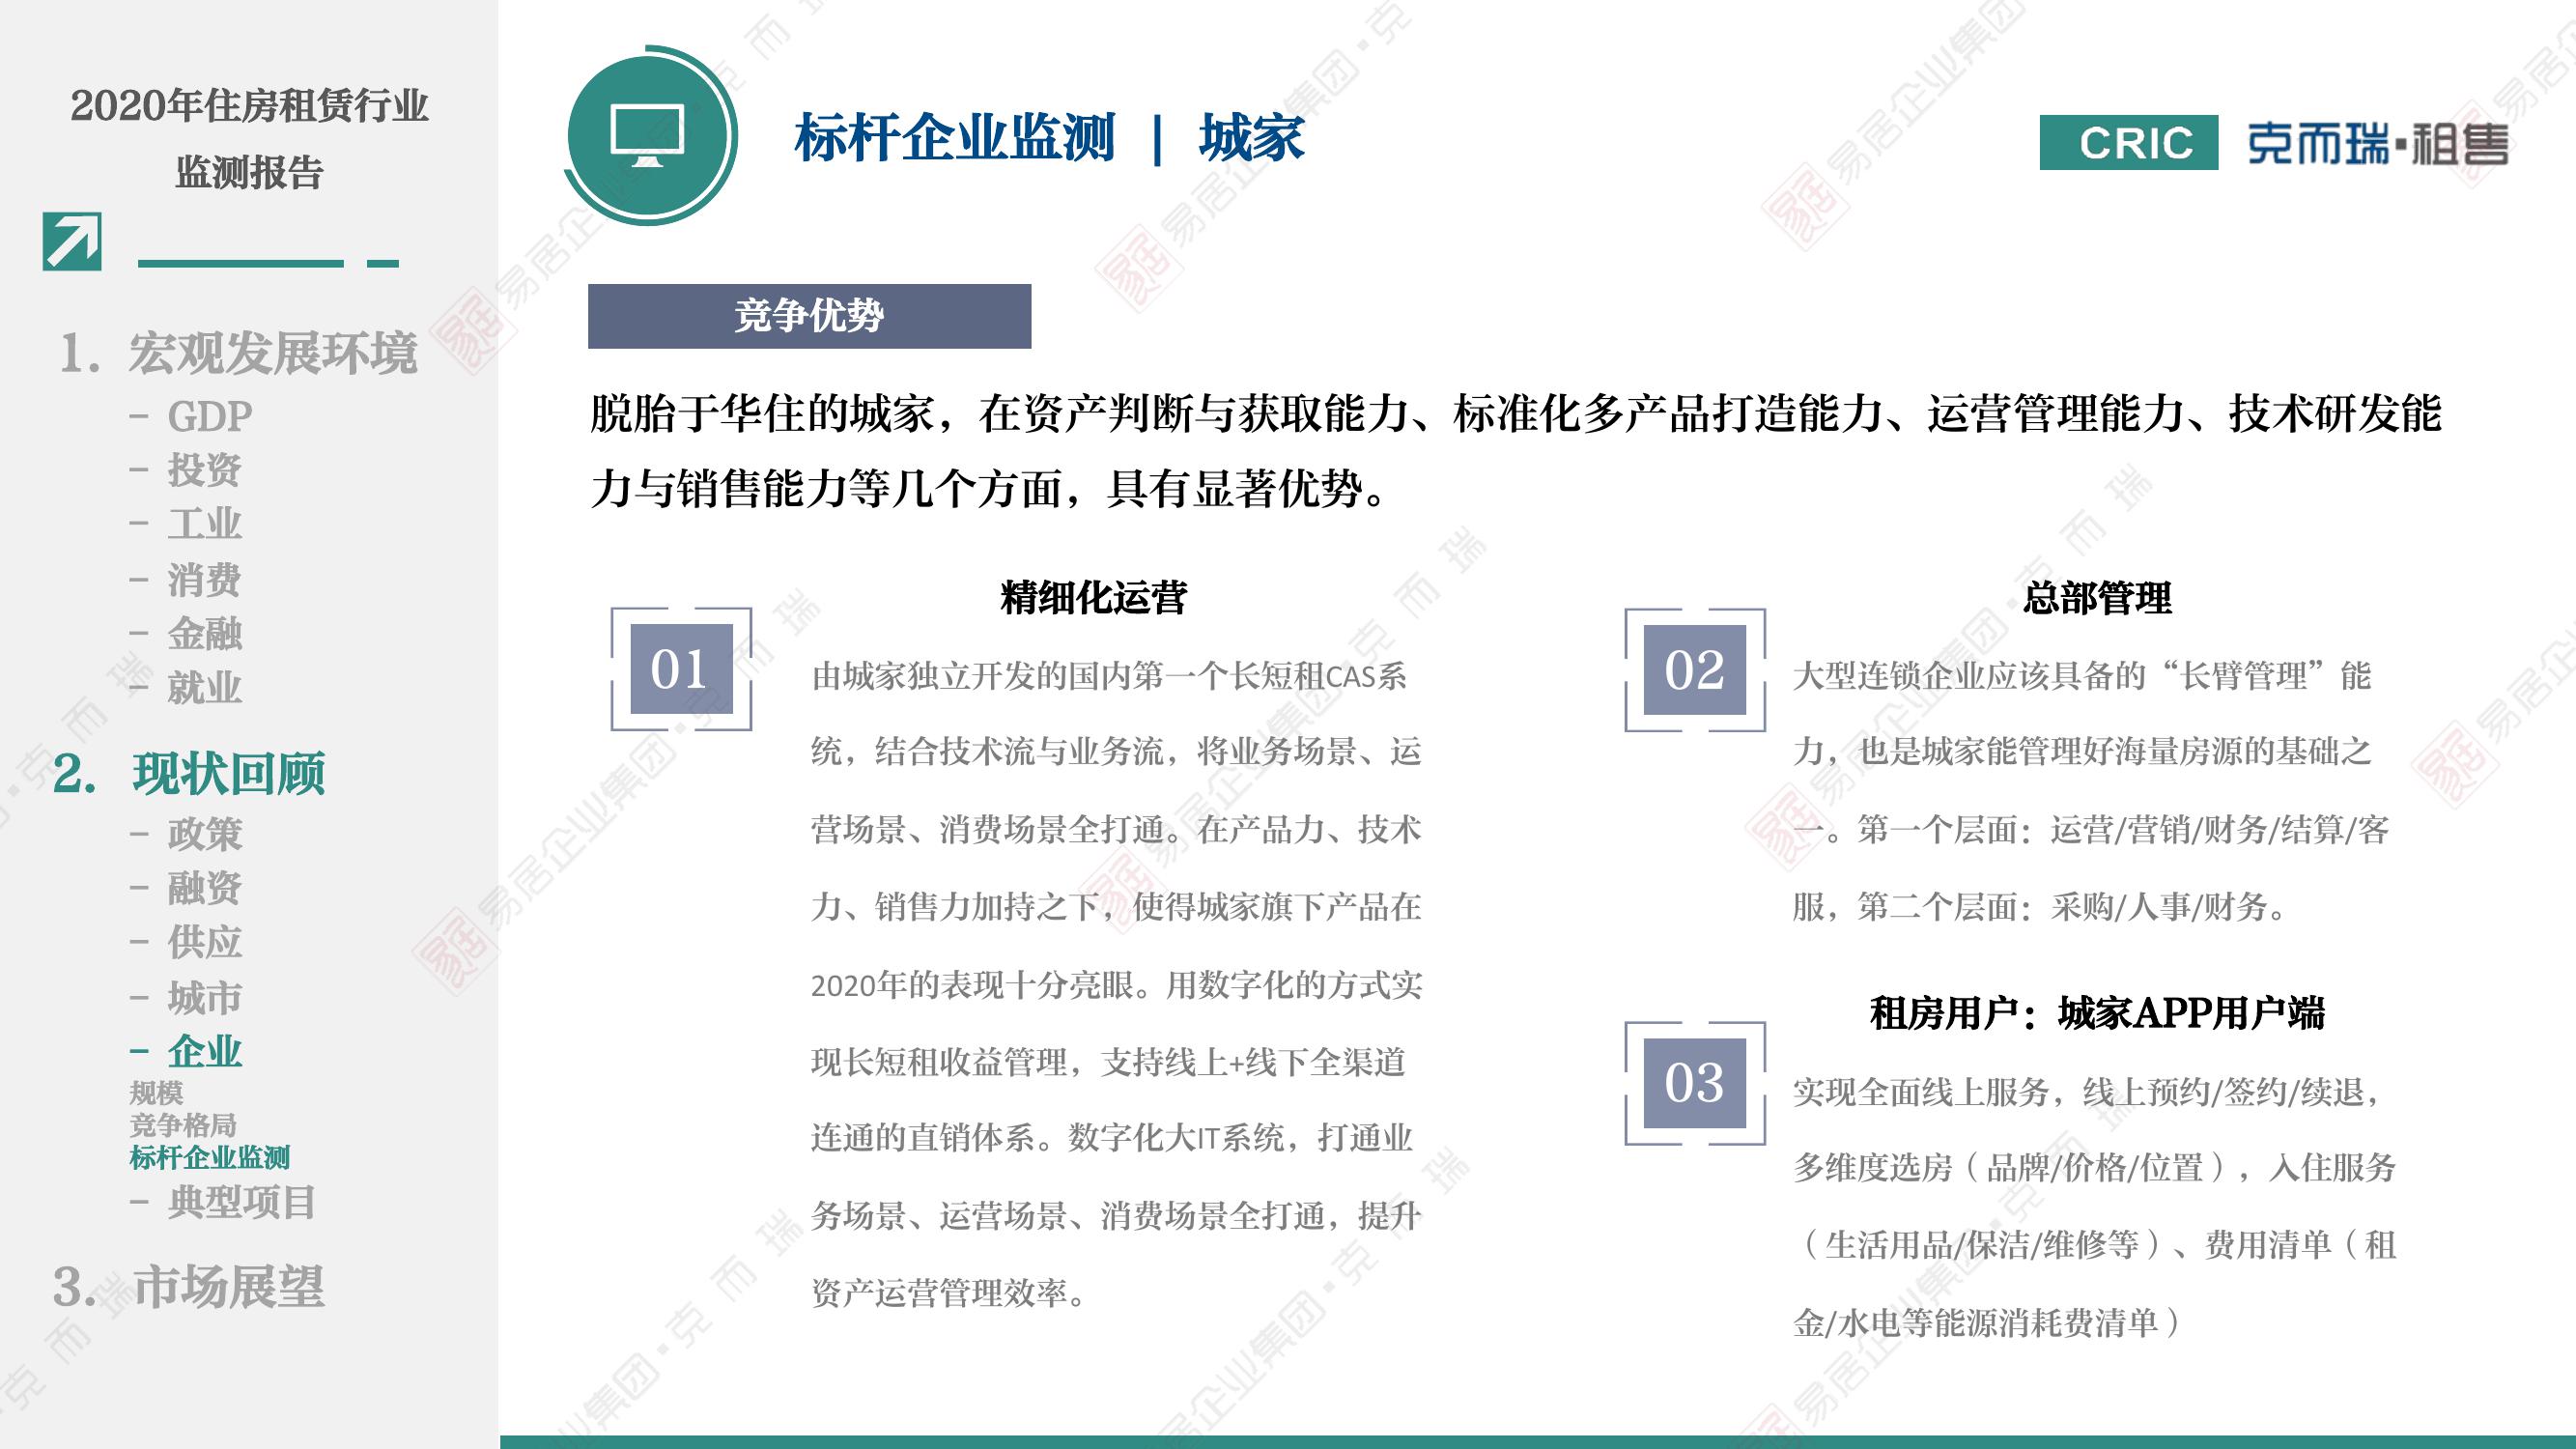 2020年住房租赁行业
监测报告
1. 宏观发展环境
– GDP
– 投资
– 工业
– 消费
– 金融
– 就业
2. 现状回顾
– 政策
– 融资
– 供应
– 城市
– 企业
规模
竞争格局
标杆企业监测
– 典型项目
3. 市场展望
标杆企业监测 | 城家
CRIC 克而瑞·租售
竞争优势
脱胎于华住的城家，在资产判断与获取能力、标准化多产品打造能力、运营管理能力、技术研发能
力与销售能力等几个方面，具有显著优势。
01
精细化运营
由城家独立开发的国内第一个长短租CAS系
统，结合技术流与业务流，将业务场景、运
营场景、消费场景全打通。在产品力、技术
力、销售力加持之下，使得城家旗下产品在
2020年的表现十分亮眼。用数字化的方式实
现长短租收益管理，支持线上+线下全渠道
连通的直销体系。数字化大IT系统，打通业
务场景、运营场景、消费场景全打通，提升
资产运营管理效率。
02
总部管理
大型连锁企业应该具备的“长臂管理”能
力，也是城家能管理好海量房源的基础之
一。第一个层面：运营/营销/财务/结算/客
服，第二个层面：采购/人事/财务。
03
租房用户：城家APP用户端
实现全面线上服务，线上预约/签约/续退，
多维度选房（品牌/价格/位置），入住服务
（生活用品/保洁/维修等）、费用清单（租
金/水电等能源消耗费清单）
易居企业集团·克而瑞